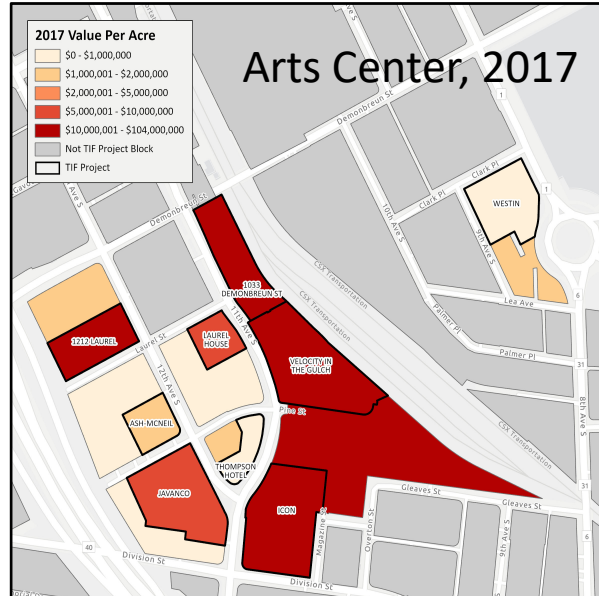 2017 Value Per Acre
$0 - $1,000,000
$1,000,001 - $2,000,000
$2,000,001 - $5,000,000
$5,000,001 - $10,000,000
$10,000,001 - $104,000,000
Not TIF Project Block
TIF Project
Arts Center, 2017
1
Demonbreun St
Clark Pl
Clark Pl
1
WESTIN
10th Ave S
9th Ave S
Demonbreun St
CSX Transportation
1033
DEMONBREUN ST
CSX Transportation
11th Ave S
Lea Ave
6
Palmer Pl
Palmer Pl
31
1212 LAUREL
Laurel St
LAUREL
HOUSE
VELOCITY IN
THE GULCH
12th Ave S
8th Ave S
Pine St
ASH-MCNEIL
CSX Transportation
THOMPSON
HOTEL
JAVANCO
ICON
Gleaves St
Gleaves St
31
Magazine St
Overton St
9th Ave S
6
40
Division St
Division St